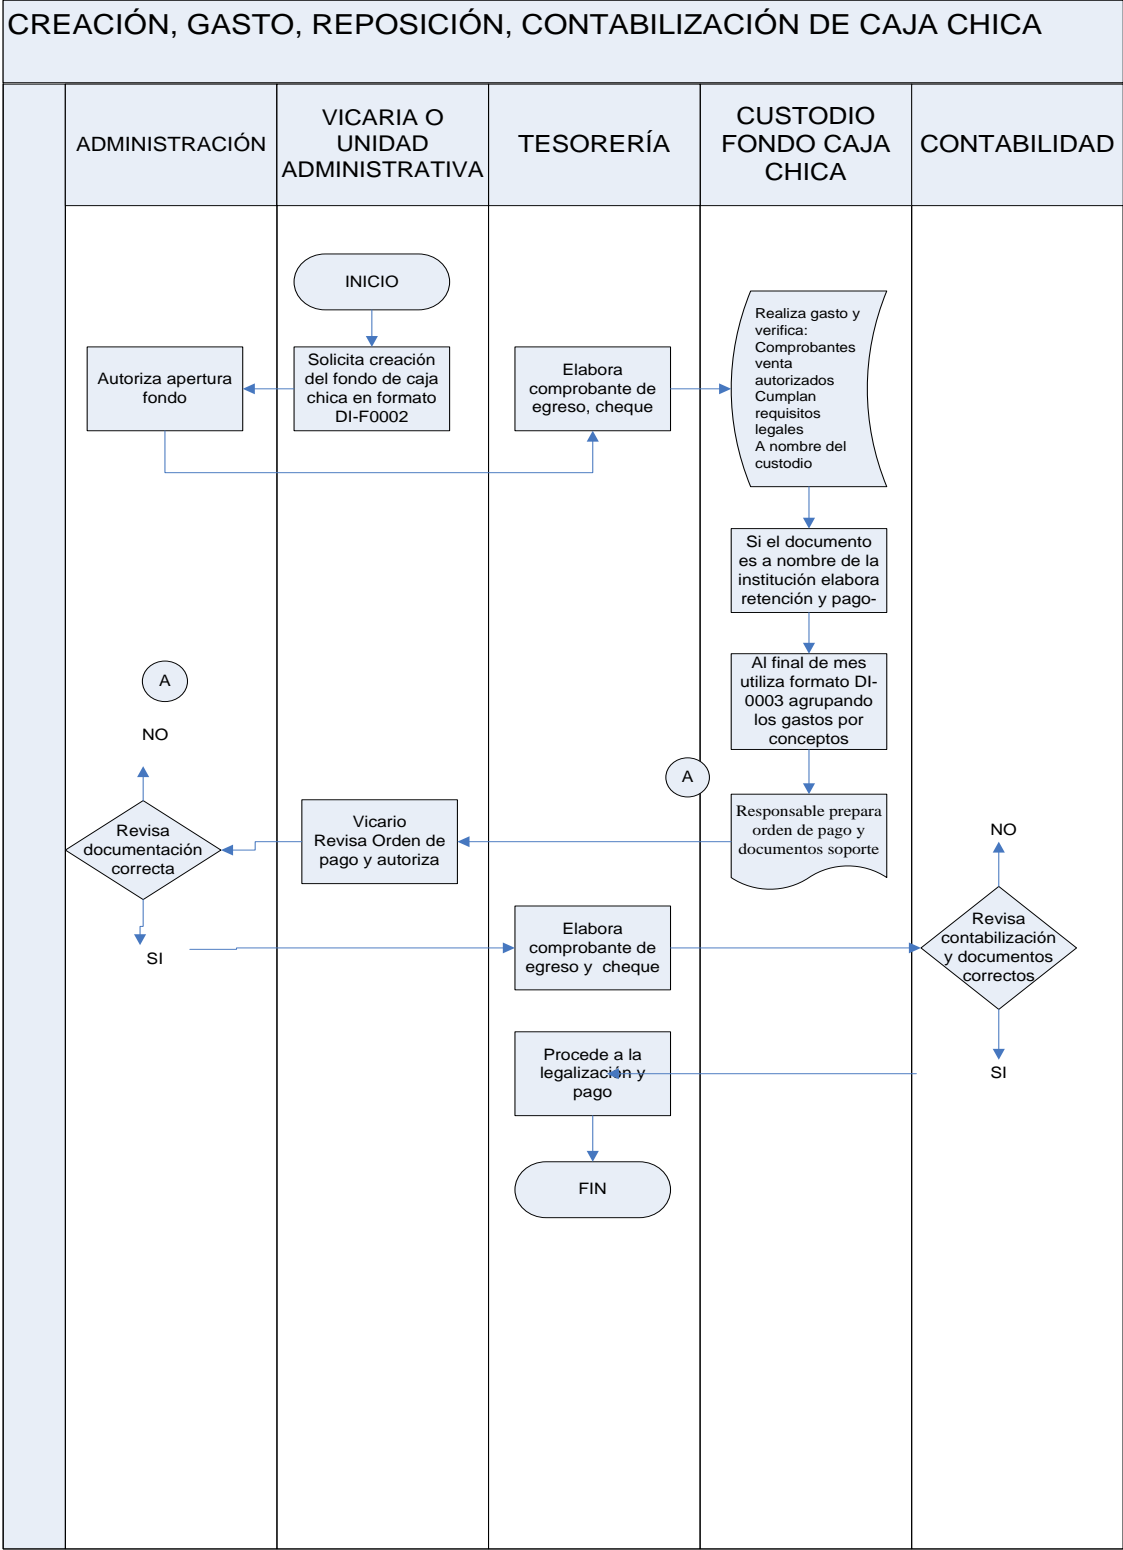 CREACIÓN, GASTO, REPOSICIÓN, CONTABILIZACIÓN DE CAJA CHICA
ADMINISTRACIÓN
VICARIA O
UNIDAD
ADMINISTRATIVA
TESORERÍA
CUSTODIO
FONDO CAJA
CHICA
CONTABILIDAD
INICIO
Solicita creación
del fondo de caja
chica en formato
DI-F0002
Autoriza apertura
fondo
Elabora
comprobante de
egreso, cheque
Realiza gasto y
verifica:
Comprobantes
venta
autorizados
Cumplan
requisitos
legales
A nombre del
custodio
Si el documento
es a nombre de la
institución elabora
retención y pago-
Al final de mes
utiliza formato DI-
0003 agrupando
los gastos por
conceptos
A
Responsable prepara
orden de pago y
documentos soporte
Vicario
Revisa Orden de
pago y autoriza
A
NO
Revisa
documentación
correcta
SI
Elabora
comprobante de
egreso y  cheque
NO
Revisa
contabilización
y documentos
correctos
SI
Procede a la
legalización y
pago
FIN